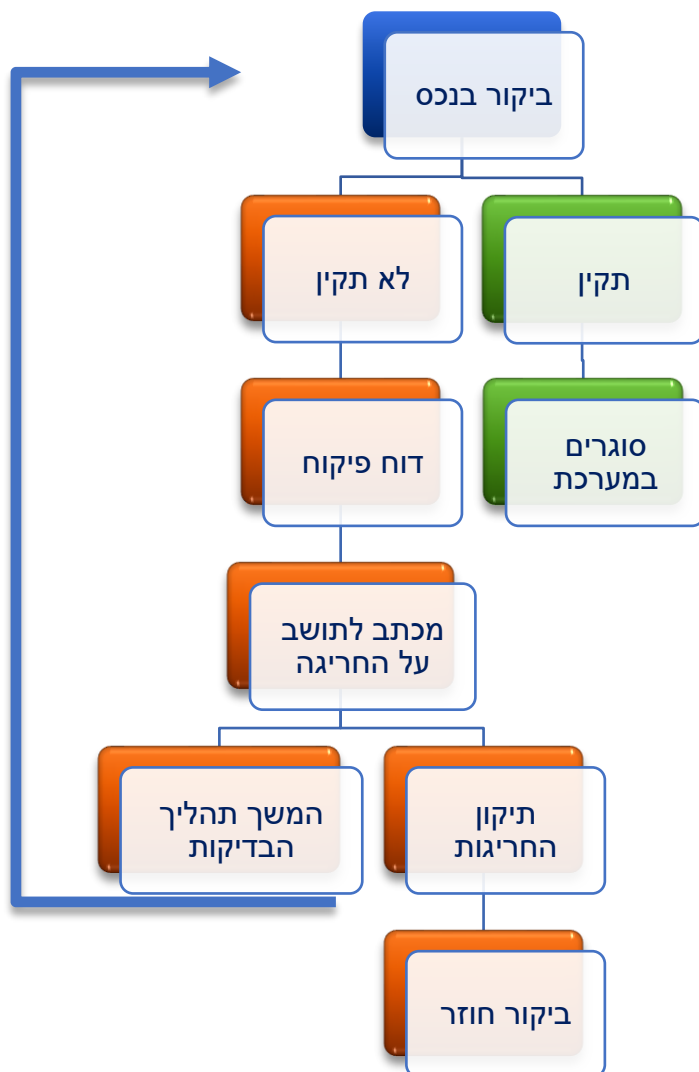 ביקור בנכס
תקין
לא תקין
סוגרים
במערכת
דוח פיקוח
מכתב לתושב
על החריגה
תיקון
החריגות
המשך תהליך
הבדיקות
ביקור חוזר